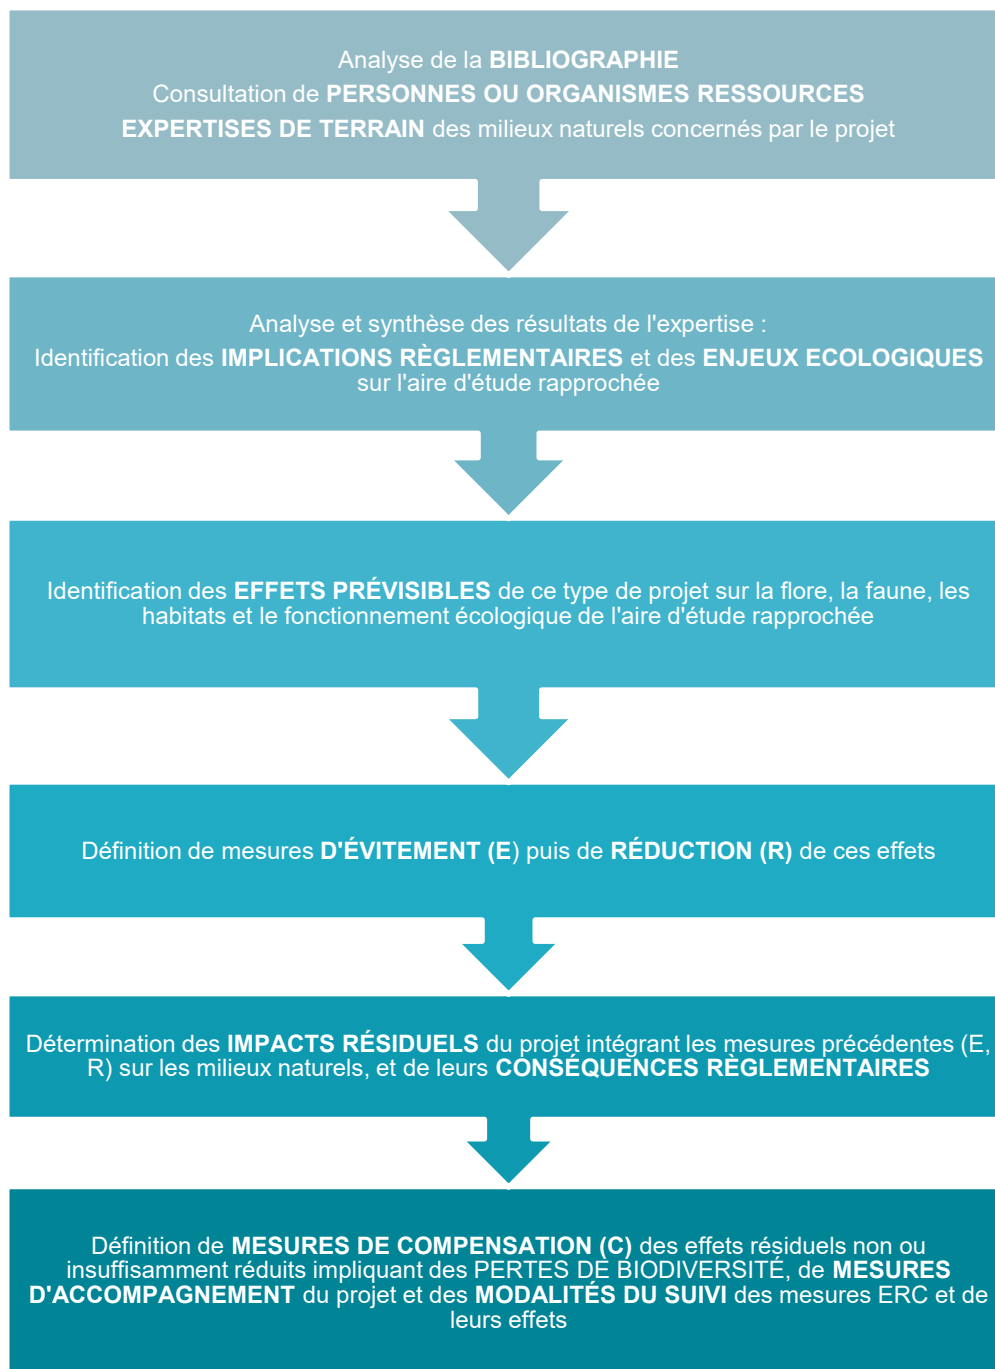 Analyse de la BIBLIOGRAPHIE
Consultation de PERSONNES OU ORGANISMES RESSOURCES
EXPERTISES DE TERRAIN des milieux naturels concernés par le projet
Analyse et synthèse des résultats de l'expertise :
Identification des IMPLICATIONS RÈGLEMENTAIRES et des ENJEUX ECOLOGIQUES
sur l'aire d'étude rapprochée
Identification des EFFETS PRÉVISIBLES de ce type de projet sur la flore, la faune, les
habitats et le fonctionnement écologique de l'aire d'étude rapprochée
Définition de mesures D'ÉVITEMENT (E) puis de RÉDUCTION (R) de ces effets
Détermination des IMPACTS RÉSIDUELS du projet intégrant les mesures précédentes (E,
R) sur les milieux naturels, et de leurs CONSÉQUENCES RÈGLEMENTAIRES
Définition de MESURES DE COMPENSATION (C) des effets résiduels non ou
insuffisamment réduits impliquant des PERTES DE BIODIVERSITÉ, de MESURES
D'ACCOMPAGNEMENT du projet et des MODALITÉS DU SUIVI des mesures ERC et de
leurs effets